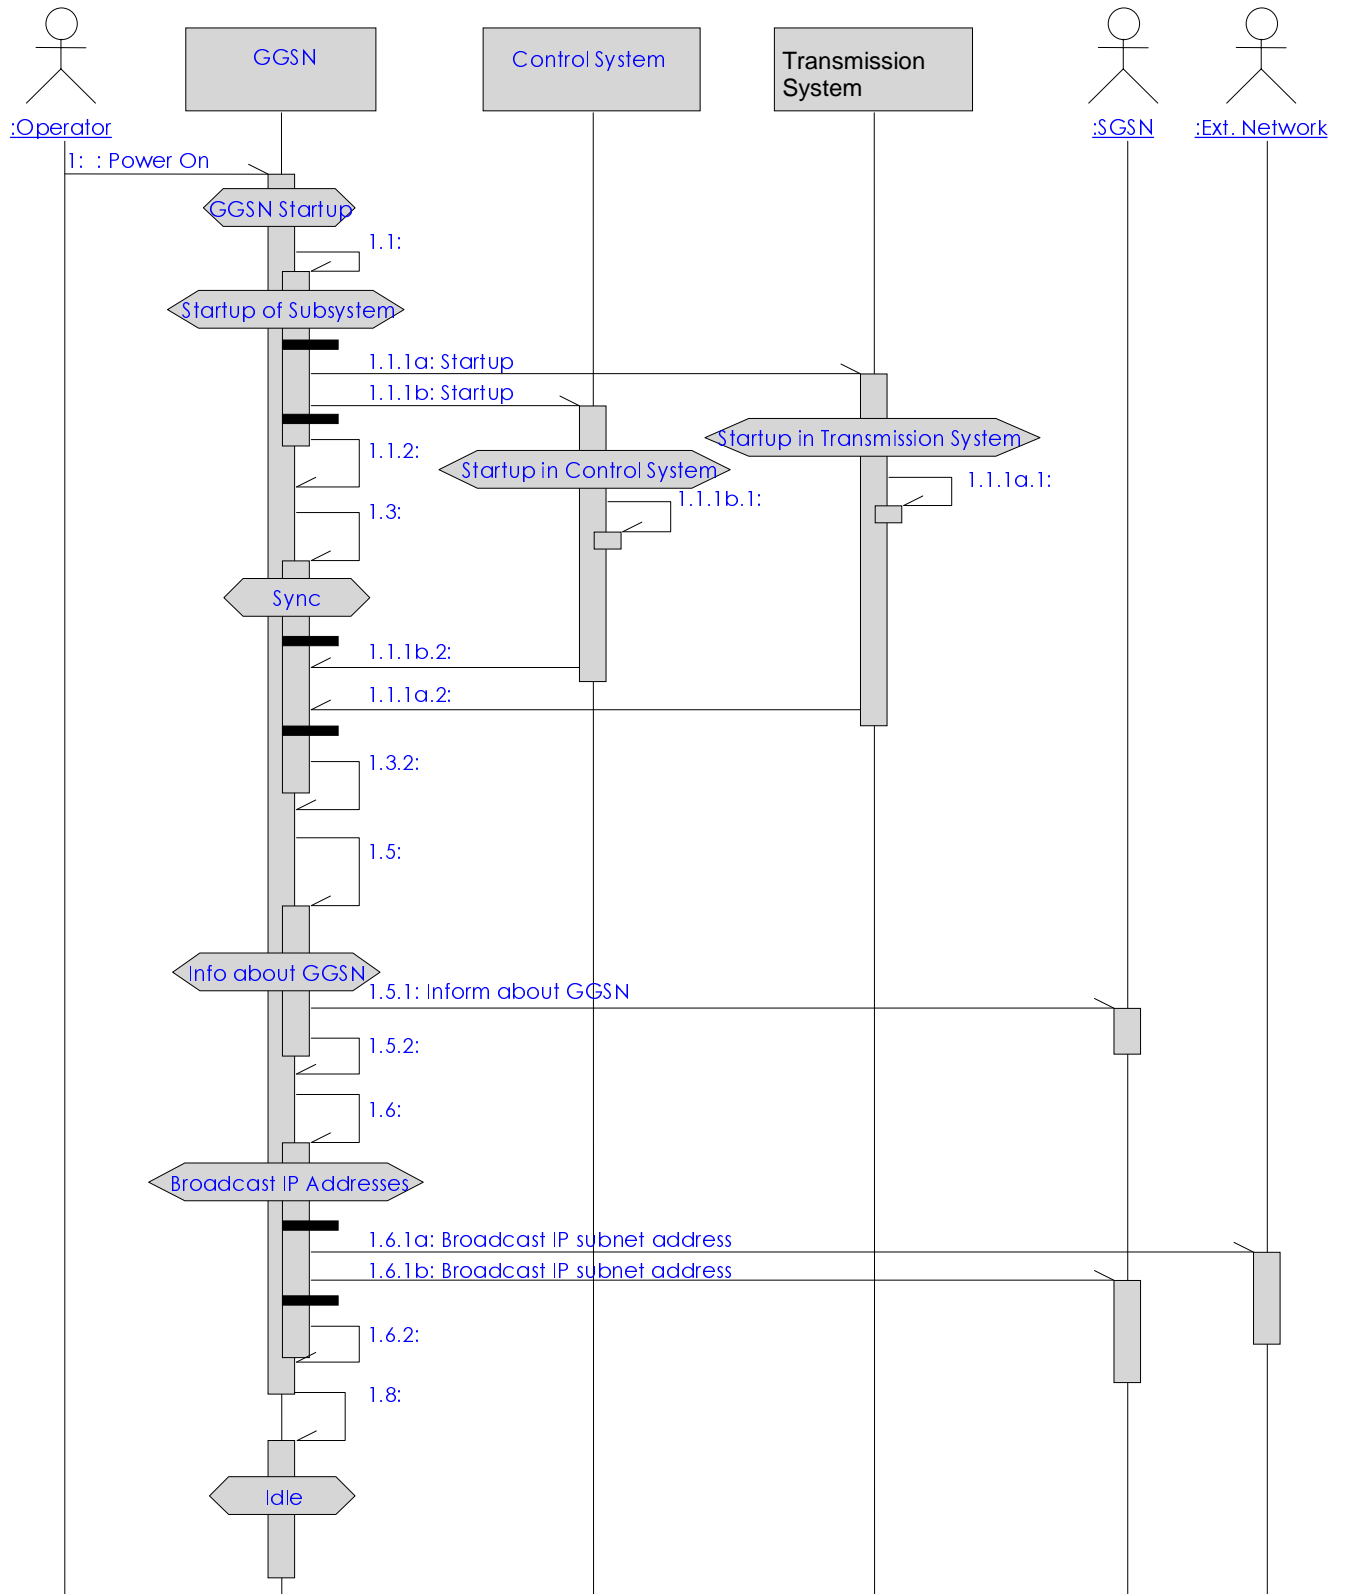 GGSN
Control System
Transmission
System
:Operator
:SGSN
:Ext. Network
1: : Power On
GGSN Startup
1.1:
Startup of Subsystem
1.1.1a: Startup
1.1.1b: Startup
Startup in Transmission System
1.1.2:
Startup in Control System
1.1.1a.1:
1.1.1b.1:
1.3:
Sync
1.1.1b.2:
1.1.1a.2:
1.3.2:
1.5:
Info about GGSN
1.5.1: Inform about GGSN
1.5.2:
1.6:
Broadcast IP Addresses
1.6.1a: Broadcast IP subnet address
1.6.1b: Broadcast IP subnet address
1.6.2:
1.8:
Idle